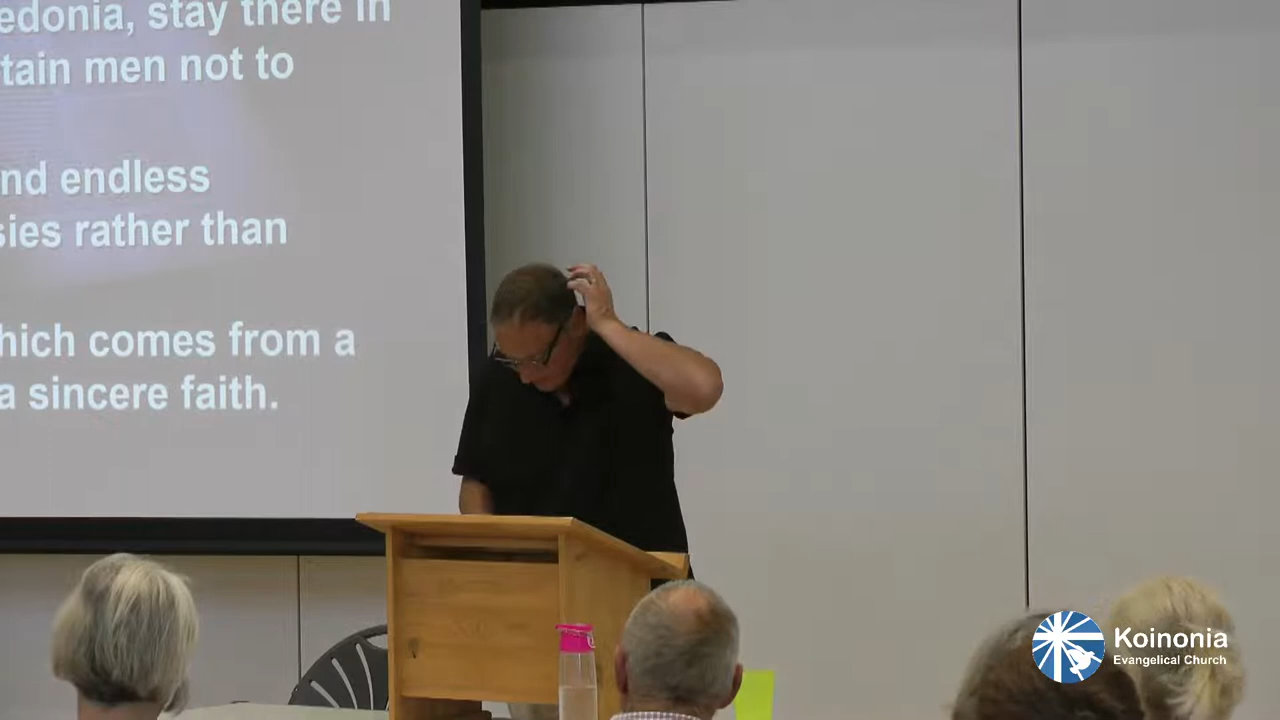 edonia, stay there in
tain men not to
nd endless
sies rather than
hich comes from a
a sincere faith.
Koinonia
Evangelical Church